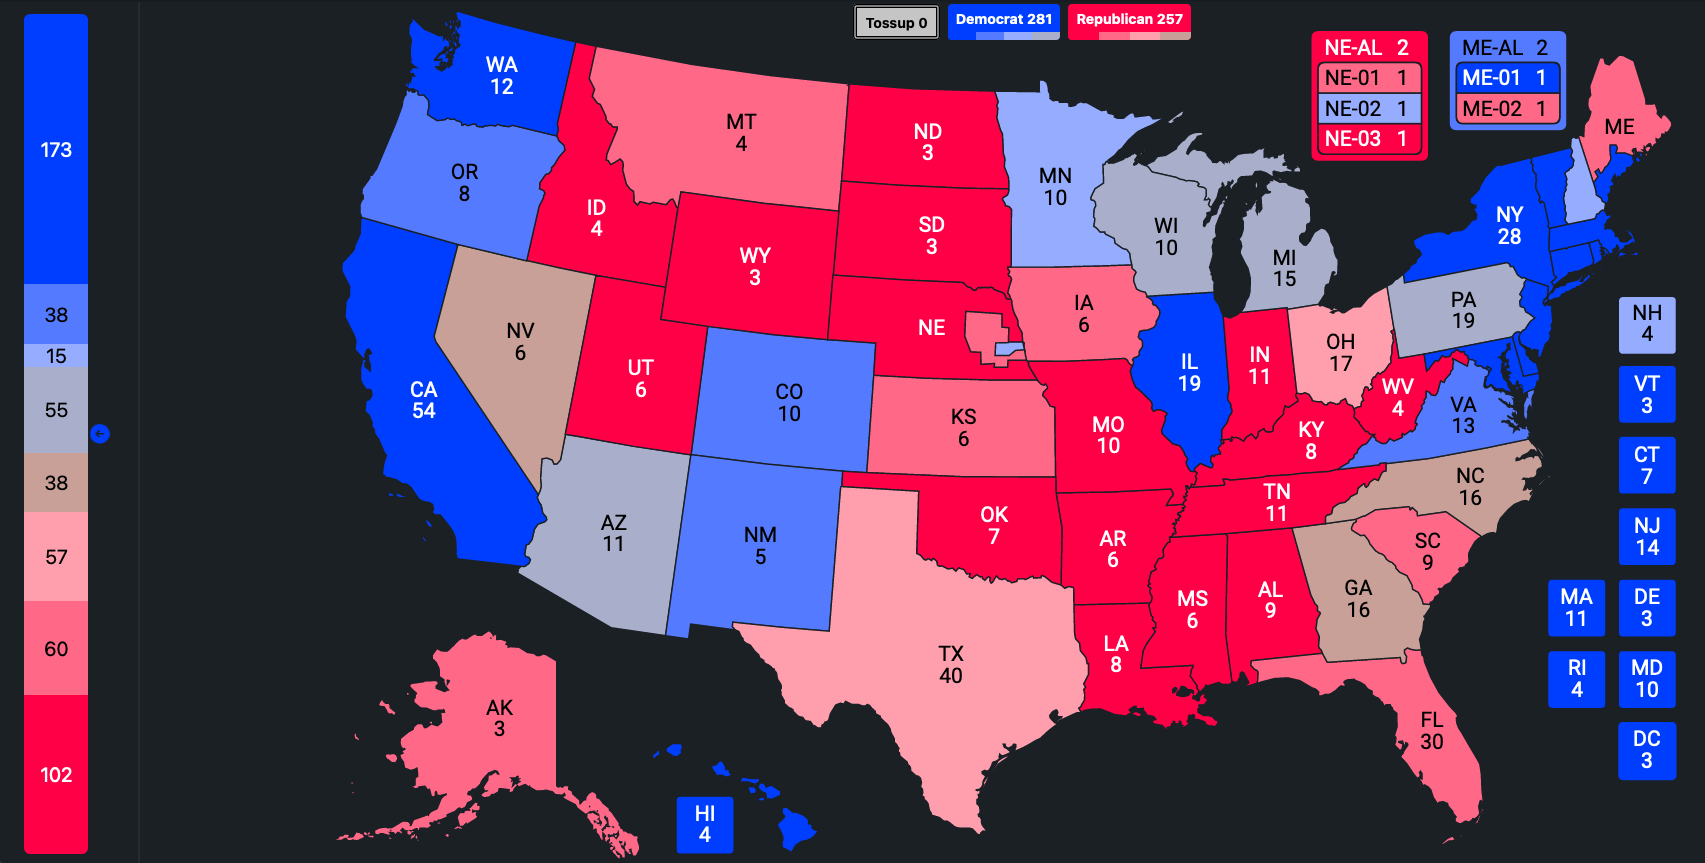 Tossup 0
Democrat 281
Republican 257
NE-AL 2
NE-01 1
NE-02 1
NE-03 1
ME-AL 2
ME-01 1
ME-02 1
173
38
15
55
38
57
60
102
WA
12
OR
8
CA
54
NV
6
ID
4
MT
4
WY
3
UT
6
CO
10
AZ
11
NM
5
ND
3
SD
3
NE
KS
6
OK
7
TX
40
MN
10
IA
6
MO
10
AR
6
LA
8
WI
10
IL
19
MI
15
IN
11
OH
17
KY
8
TN
11
MS
6
AL
9
GA
16
FL
30
SC
9
NC
16
VA
13
WV
4
PA
19
NY
28
ME
NH
4
VT
3
CT
7
NJ
14
MA
11
DE
3
RI
4
MD
10
DC
3
AK
3
HI
4